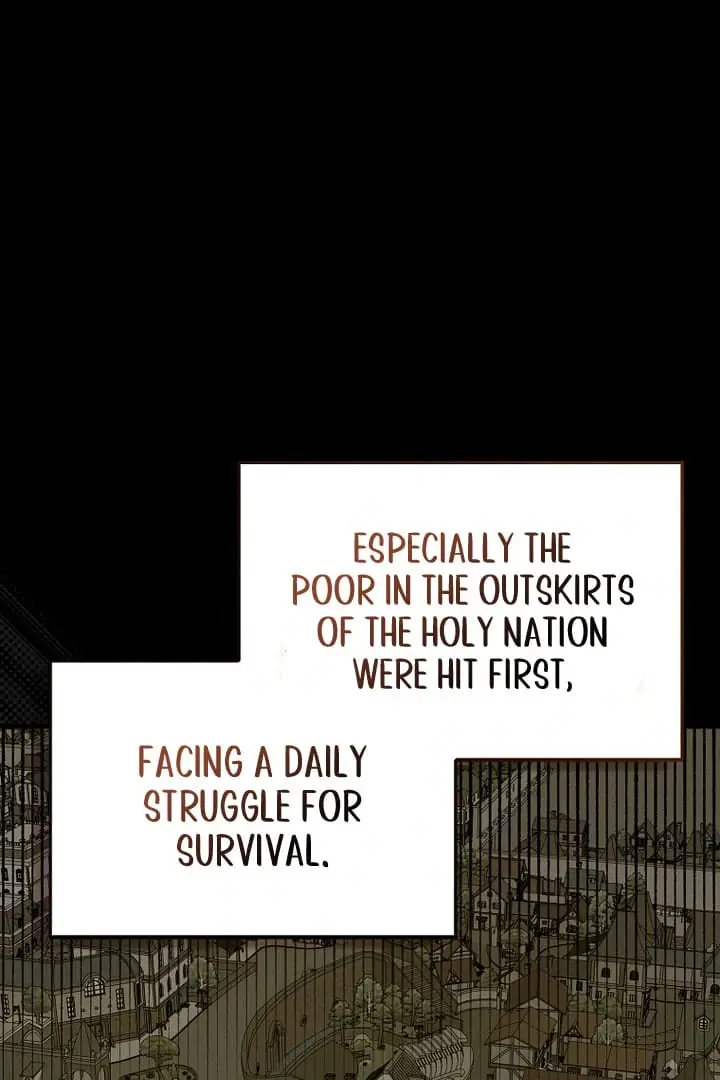 ESPECIALLY THE
POOR IN THE OUTSKIRTS
OF THE HOLY NATION
WERE HIT FIRST,
FACING A DAILY
STRUGGLE FOR
SURVIVAL.